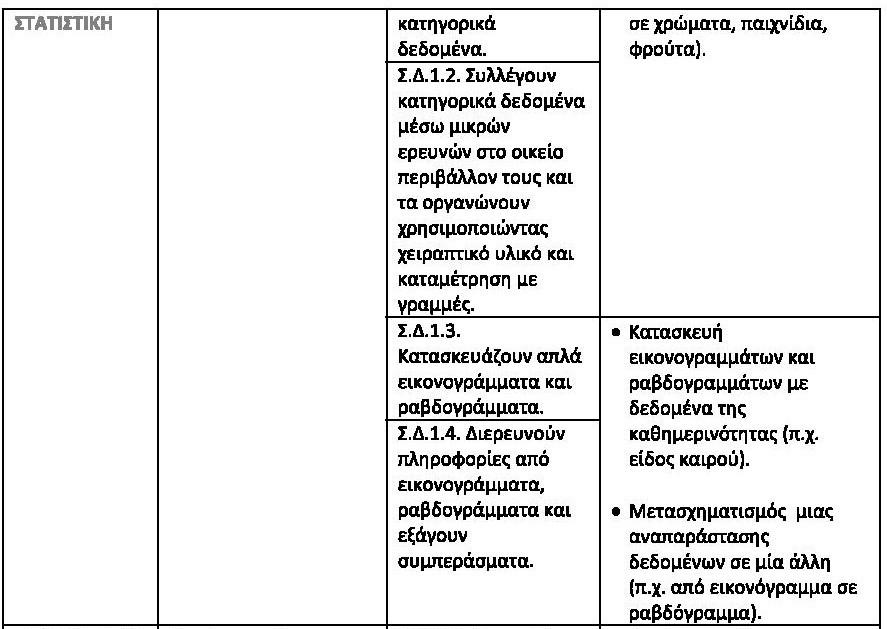 ΣΤΑΤΙΣΤΙΚΗ
κατηγορικά
δεδομένα.
Σ.Δ.1.2. Συλλέγουν
κατηγορικά δεδομένα
μέσω μικρών
ερευνών στο οικείο
περιβάλλον τους και
τα οργανώνουν
χρησιμοποιώντας
χειραπτικό υλικό και
καταμέτρηση με
γραμμές.
σε χρώματα, παιχνίδια,
φρούτα).
Σ.Δ.1.3.
Κατασκευάζουν απλά
εικονογράμματα και
ραβδογράμματα.
Σ.Δ.1.4. Διερευνούν
πληροφορίες από
εικονογράμματα,
ραβδογράμματα και
εξάγουν
συμπεράσματα.
• Κατασκευή
εικονογραμμάτων και
ραβδογραμμάτων με
δεδομένα της
καθημερινότητας (π.χ.
είδος καιρού).
• Μετασχηματισμός μιας
αναπαράστασης
δεδομένων σε μία άλλη
(π.χ. από εικονόγραμμα σε
ραβδόγραμμα).